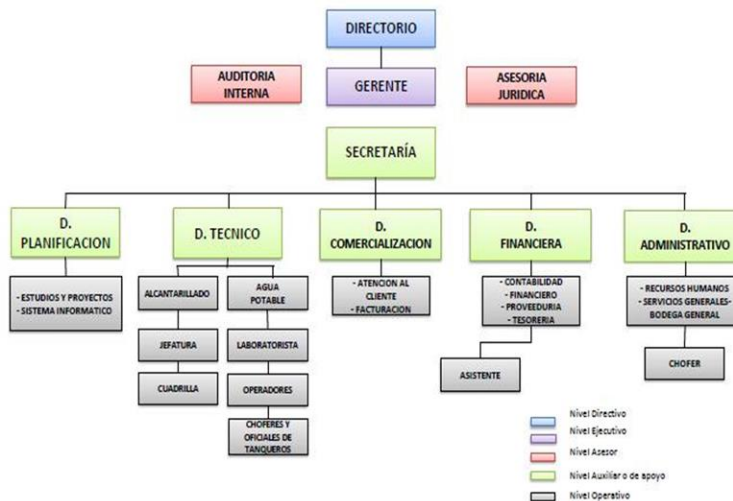 DIRECTORIO
AUDITORIA
INTERNA
GERENTE
ASESORIA
JURIDICA
SECRETARÍA
D.
PLANIFICACION
D. TECNICO
D.
COMERCIALIZACION
D.
FINANCIERA
D.
ADMINISTRATIVO
- ESTUDIOS Y PROYECTOS
- SISTEMA INFORMATICO
ALCANTARILLADO
AGUA
POTABLE
- ATENCION AL
CLIENTE
- FACTURACION
- CONTABILIDAD
- FINANCIERO
- PROVEEDURIA
- TESORERIA
- RECURSOS HUMANOS
- SERVICIOS GENERALES-
BODEGA GENERAL
JEFATURA
LABORATORISTA
CUADRILLA
OPERADORES
CHOFERES Y
OFICIALES DE
TANQUEROS
ASISTENTE
CHOFER
Nivel Directivo
Nivel Ejecutivo
Nivel Asesor
Nivel Auxiliar o de apoyo
Nivel Operativo